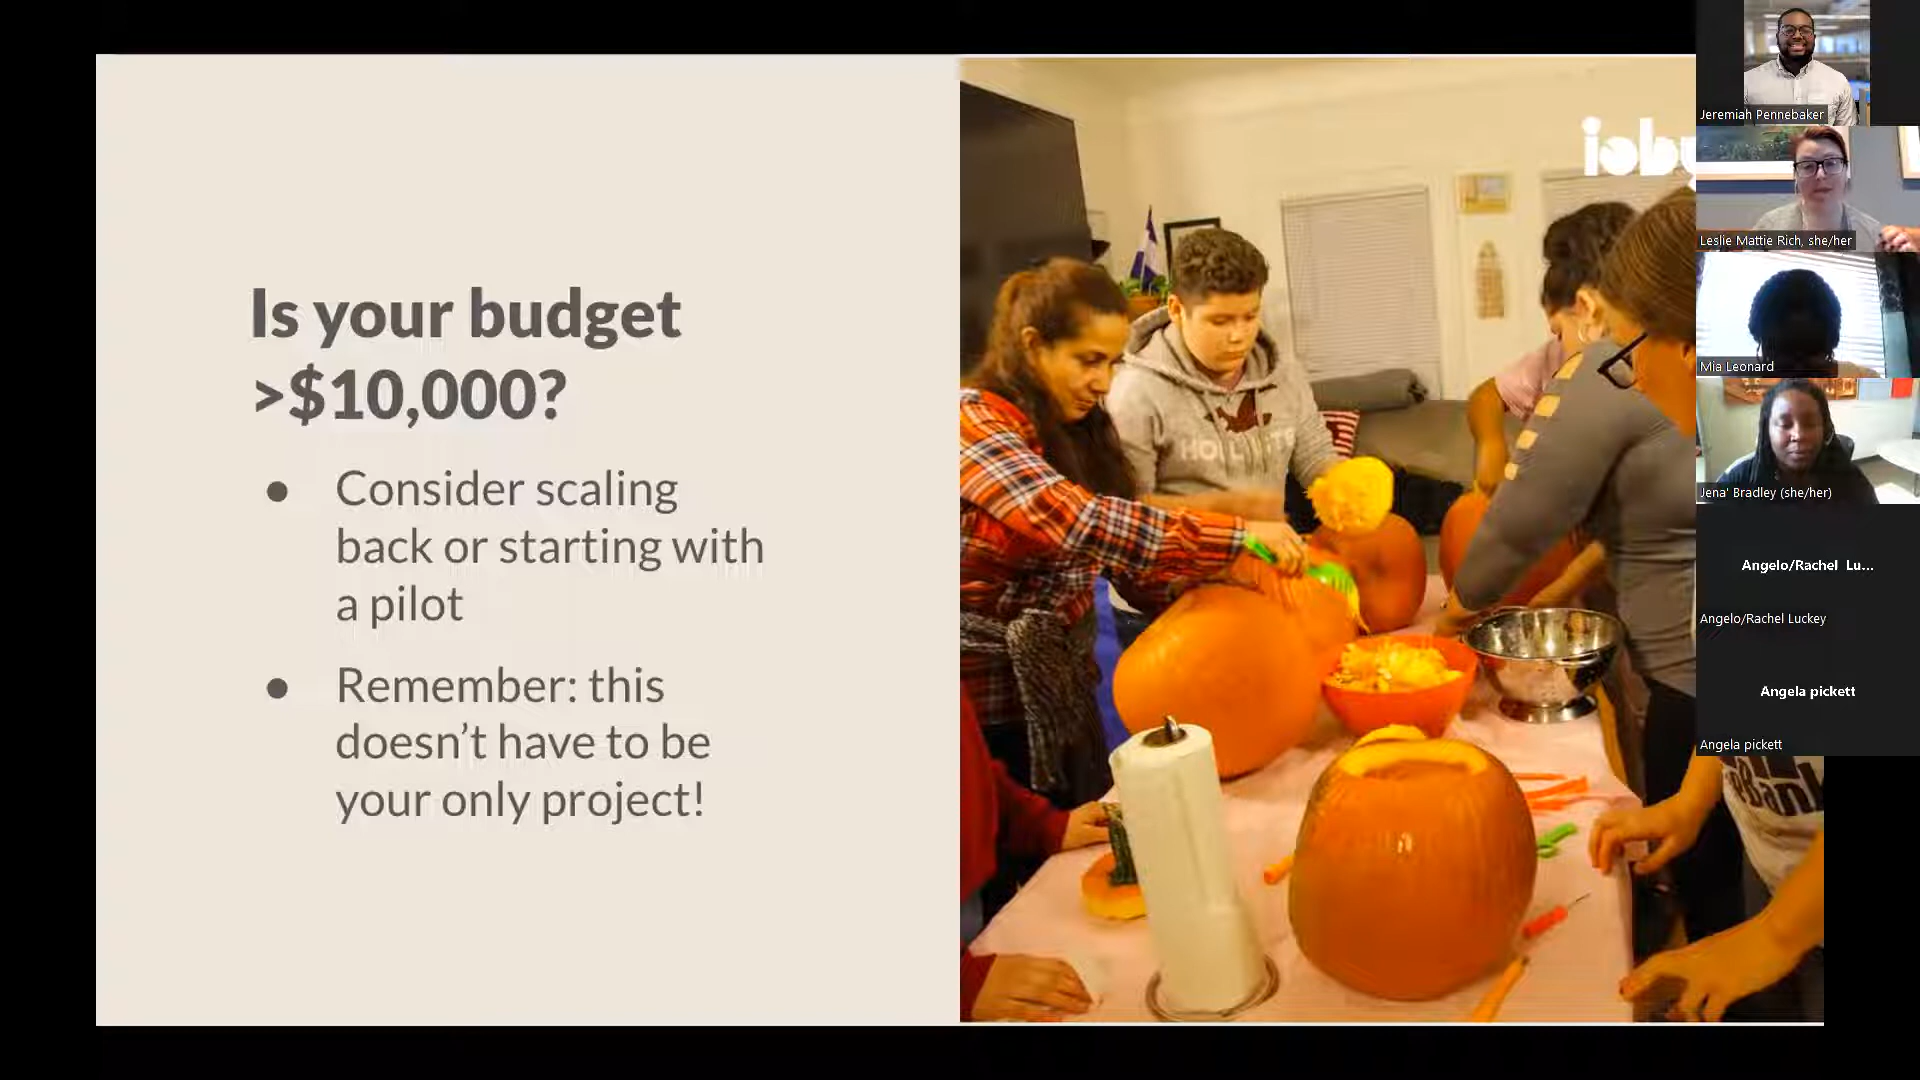 Is your budget
>$10,000?
● Consider scaling
back or starting with
a pilot
● Remember: this
doesn’t have to be
your only project!
ioby
Jeremiah Pennebaker
Leslie Mattie Rich, she/her
Mia Leonard
Jena' Bradley (she/her)
Angelo/Rachel Lu...
Angelo/Rachel Luckey
Angela pickett
Angela pickett